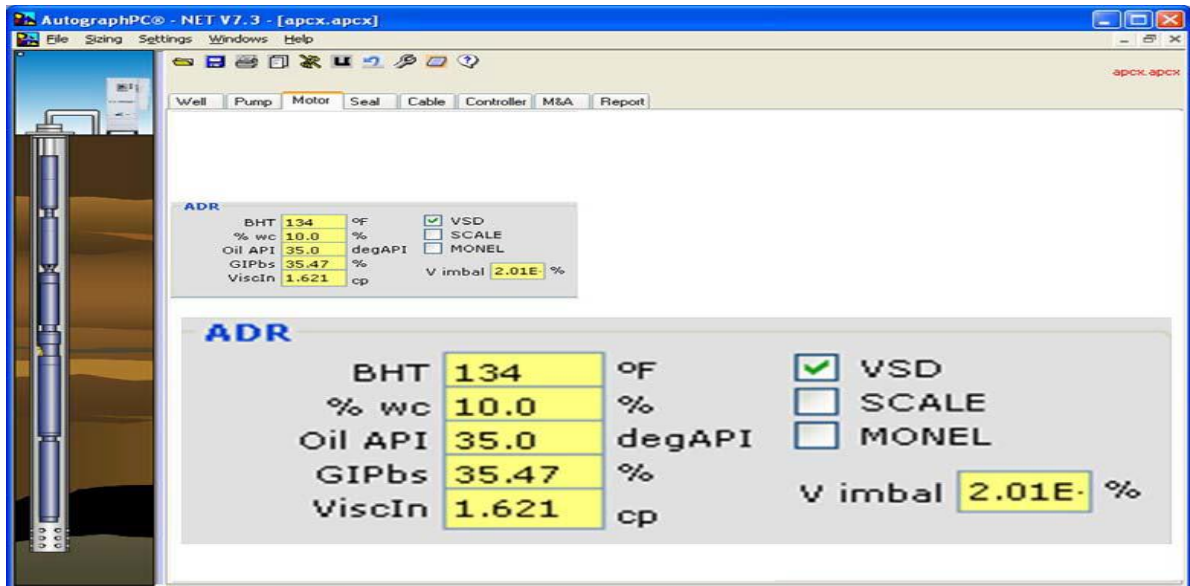 AutographPC® - NET V7.3 - [apcx.apcx]
File Sizing Settings Windows Help
apcx.apcx
Well Pump Motor Seal Cable Controller M&A Report
ADR
BHT 134 °F VSD
% wc 10.0 % SCALE
Oil API 35.0 degAPI MONEL
GIPbs 35.47 %
V imbal 2.01E- %
ViscIn 1.621 cp
ADR
BHT 134 °F VSD
% wc 10.0 % SCALE
Oil API 35.0 degAPI MONEL
GIPbs 35.47 %
V imbal 2.01E- %
ViscIn 1.621 cp